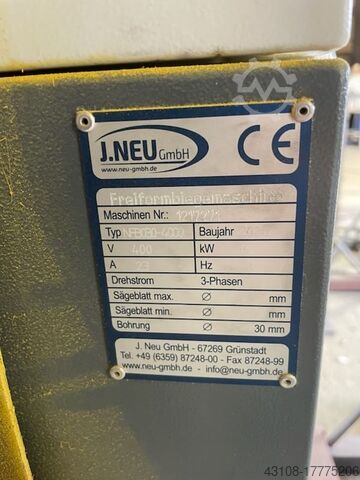 J.NEU GmbH
www.neu-gmbh.de
CE
Freiformbiegemaschine
Maschinen Nr.:
Typ Baujahr
V 400 kW
A 23 Hz
Drehstrom 3-Phasen
Sägeblatt max. Ø mm
Sägeblatt min. Ø mm
Bohrung Ø 30 mm
J. Neu GmbH - 67269 Grünstadt
Tel. +49 (6359) 87248-00 - Fax 87248-99
www.neu-gmbh.de - info@neu-gmbh.de
43108-17775206